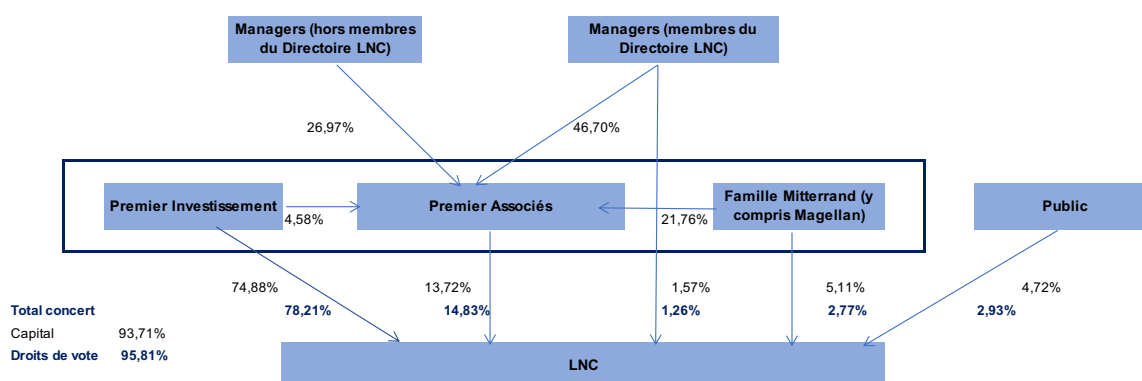 Managers (hors membres
du Directoire LNC)
Managers (membres du
Directoire LNC)
26,97%
46,70%
Premier Investissement
4,58%
Premier Associés
21,76%
Famille Mitterrand (y
compris Magellan)
Public
74,88%
13,72%
1,57%
5,11%
4,72%
Total concert
78,21%
14,83%
1,26%
2,77%
2,93%
Capital 93,71%
Droits de vote 95,81%
LNC